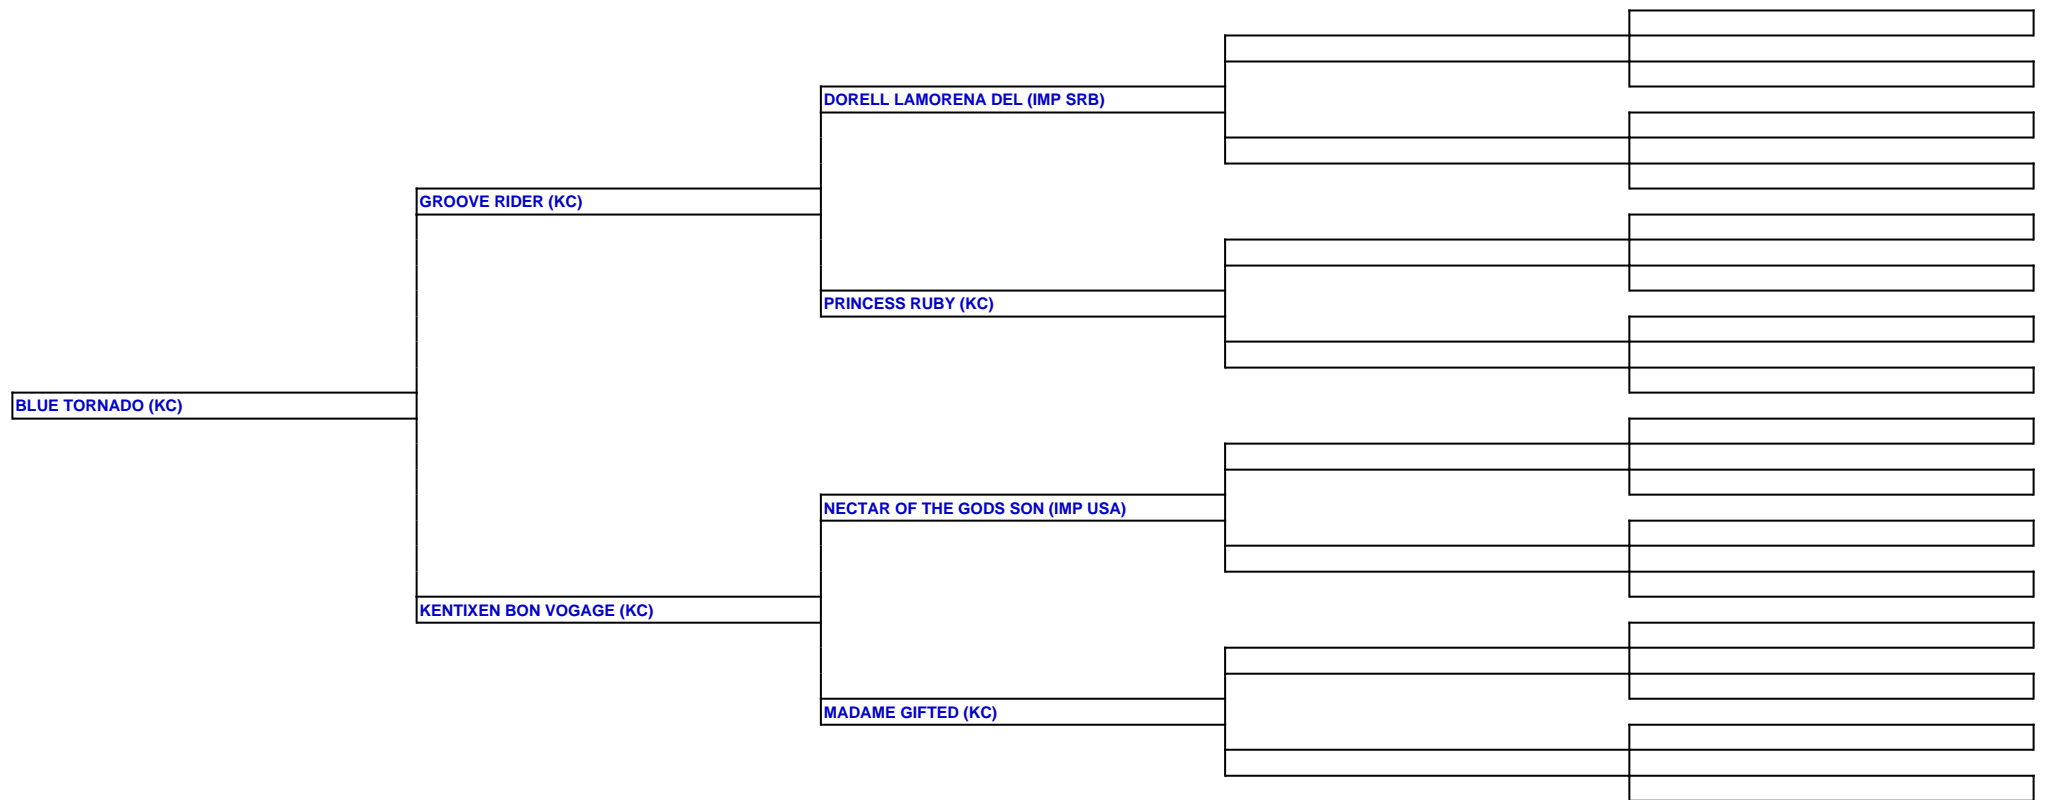 DORELL LAMORENA DEL (IMP SRB)
GROOVE RIDER (KC)
PRINCESS RUBY (KC)
BLUE TORNADO (KC)
NECTAR OF THE GODS SON (IMP USA)
KENTIXEN BON VOGAGE (KC)
MADAME GIFTED (KC)